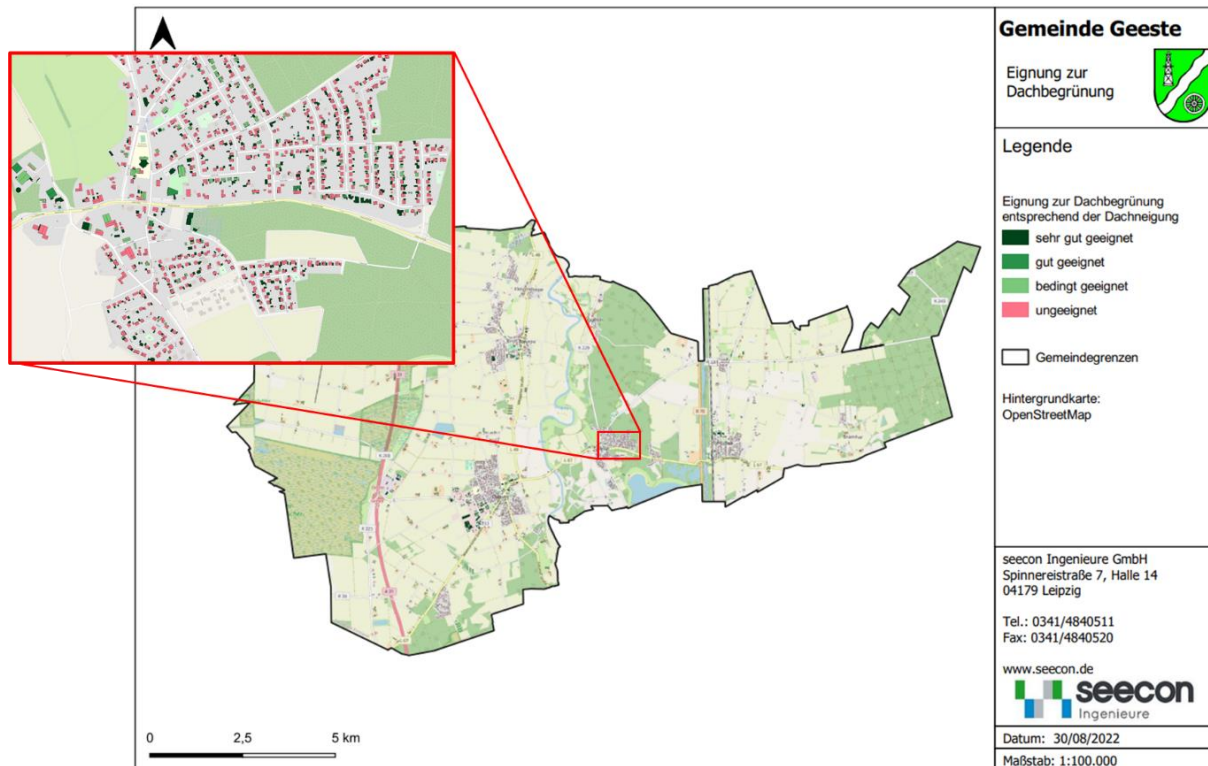 Gemeinde Geeste
Eignung zur
Dachbegrünung
Legende
Eignung zur Dachbegrünung
entsprechend der Dachneigung
sehr gut geeignet
gut geeignet
bedingt geeignet
ungeeignet
Gemeindegrenzen
Hintergrundkarte:
OpenStreetMap
seecon Ingenieure GmbH
Spinnereistraße 7, Halle 14
04179 Leipzig
Tel.: 0341/4840511
Fax: 0341/4840520
www.seecon.de
seecon
Ingenieure
Datum: 30/08/2022
Maßstab: 1:100.000
0 2,5 5 km